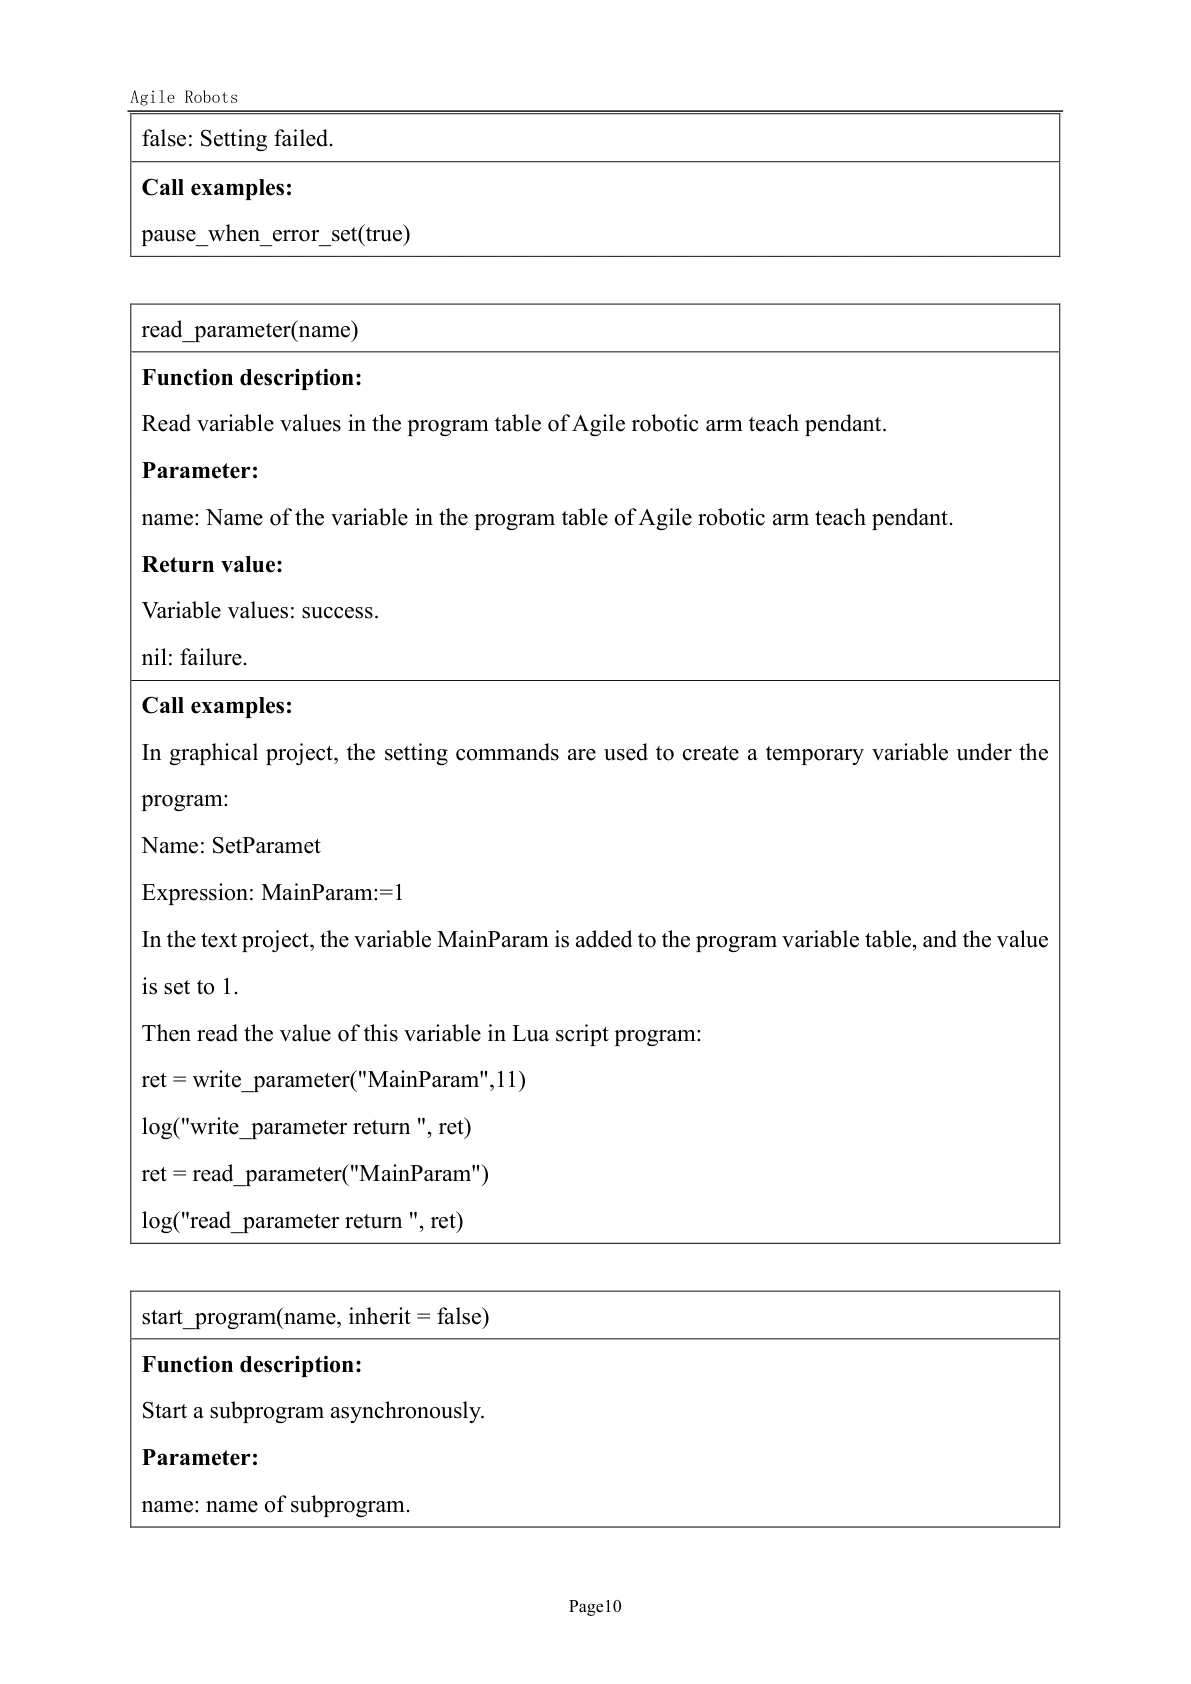 Agile Robots
false: Setting failed.
Call examples:
pause_when_error_set(true)
read_parameter(name)
Function description:
Read variable values in the program table of Agile robotic arm teach pendant.
Parameter:
name: Name of the variable in the program table of Agile robotic arm teach pendant.
Return value:
Variable values: success.
nil: failure.
Call examples:
In graphical project, the setting commands are used to create a temporary variable under the
program:
Name: SetParamet
Expression: MainParam:=1
In the text project, the variable MainParam is added to the program variable table, and the value
is set to 1.
Then read the value of this variable in Lua script program:
ret = write_parameter("MainParam",11)
log("write_parameter return ", ret)
ret = read_parameter("MainParam")
log("read_parameter return ", ret)
start_program(name, inherit = false)
Function description:
Start a subprogram asynchronously.
Parameter:
name: name of subprogram.
Page10